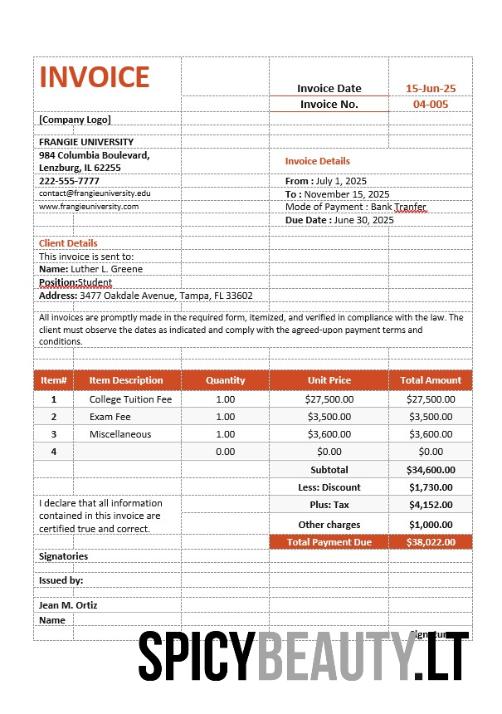 INVOICE
Invoice Date 15-Jun-25
Invoice No. 04-005
[Company Logo]
FRANGIE UNIVERSITY
984 Columbia Boulevard,
Lenzburg, IL 62255
222-555-7777
contact@frangieuniversity.edu
www.frangieuniversity.com
Invoice Details
From : July 1, 2025
To : November 15, 2025
Mode of Payment : Bank Tranfer
Due Date : June 30, 2025
Client Details
This invoice is sent to:
Name: Luther L. Greene
Position:Student
Address: 3477 Oakdale Avenue, Tampa, FL 33602
All invoices are promptly made in the required form, itemized, and verified in compliance with the law. The
client must observe the dates as indicated and comply with the agreed-upon payment terms and
conditions.
Item# Item Description Quantity Unit Price Total Amount
1 College Tuition Fee 1.00 $27,500.00 $27,500.00
2 Exam Fee 1.00 $3,500.00 $3,500.00
3 Miscellaneous 1.00 $3,600.00 $3,600.00
4 0.00 $0.00 $0.00
Subtotal $34,600.00
Less: Discount $1,730.00
Plus: Tax $4,152.00
Other charges $1,000.00
Total Payment Due $38,022.00
I declare that all information
contained in this invoice are
certified true and correct.
Signatories
Issued by:
Jean M. Ortiz
Name
SPICYBEAUTY.LT